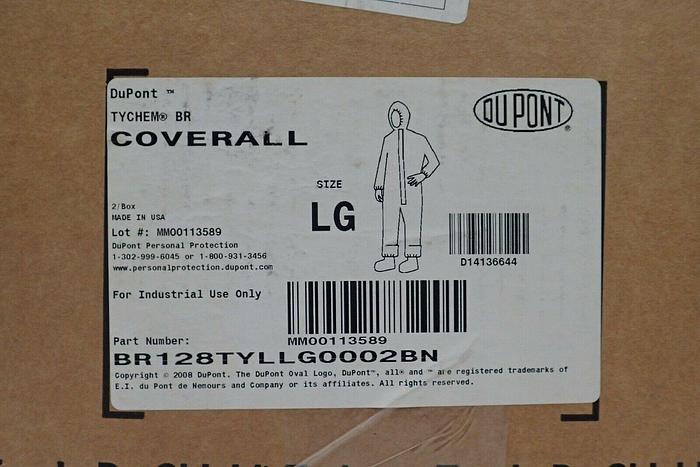 DuPont ™
TYCHEM® BR
COVERALL
DU PONT
®
SIZE
LG
2/Box
MADE IN USA
Lot #: MM00113589
DuPont Personal Protection
1-302-999-6045 or 1-800-931-3456
www.personalprotection.dupont.com
D14136644
For Industrial Use Only
MM00113589
Part Number:
BR128TYLLG0002BN
Copyright © 2008 DuPont. The DuPont Oval Logo, DuPont™, all® and ™ are registered trademarks of
E.I. du Pont de Nemours and Company or its affiliates. All rights reserved.